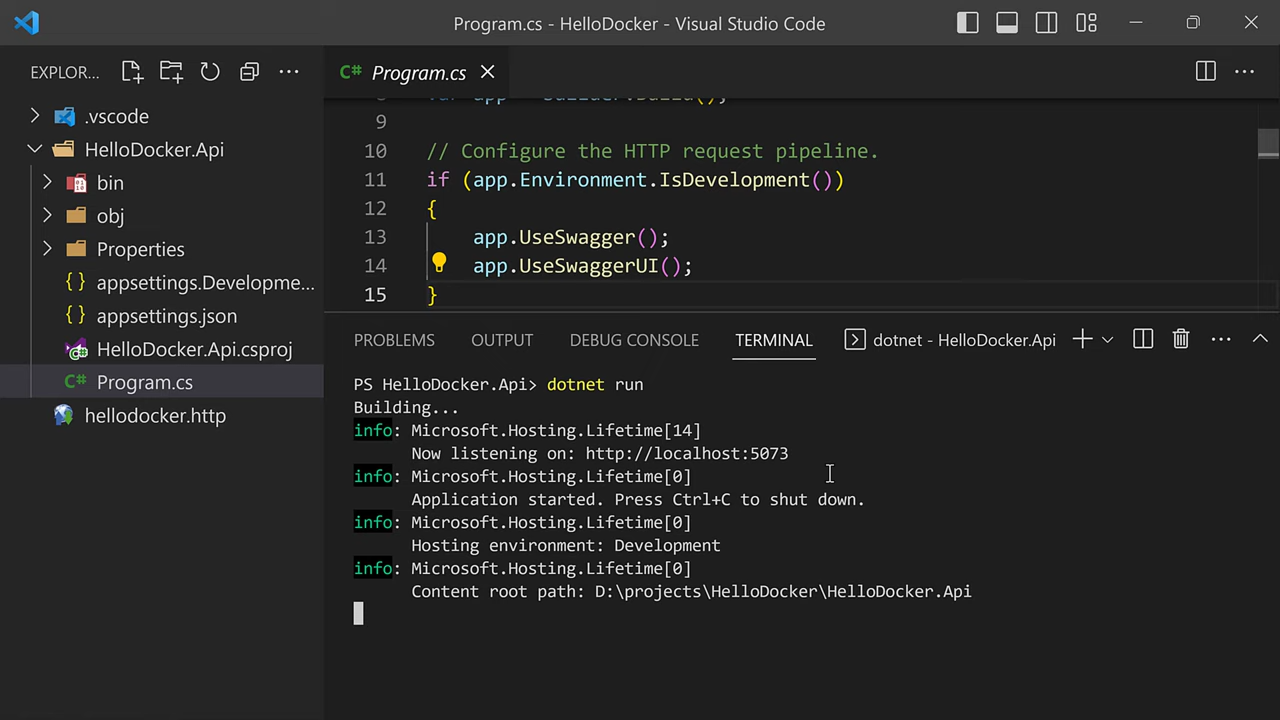 Program.cs - HelloDocker - Visual Studio Code
EXPLOR...
.vscode
HelloDocker.Api
bin
obj
Properties
appsettings.Developme...
appsettings.json
HelloDocker.Api.csproj
Program.cs
hellodocker.http
C# Program.cs
var app = builder.Build();
9
10 // Configure the HTTP request pipeline.
11 if (app.Environment.IsDevelopment())
12 {
13 app.UseSwagger();
14 app.UseSwaggerUI();
15 }
PROBLEMS OUTPUT DEBUG CONSOLE TERMINAL dotnet - HelloDocker.Api
PS HelloDocker.Api> dotnet run
Building...
info: Microsoft.Hosting.Lifetime[14]
Now listening on: http://localhost:5073
info: Microsoft.Hosting.Lifetime[0]
Application started. Press Ctrl+C to shut down.
info: Microsoft.Hosting.Lifetime[0]
Hosting environment: Development
info: Microsoft.Hosting.Lifetime[0]
Content root path: D:\projects\HelloDocker\HelloDocker.Api